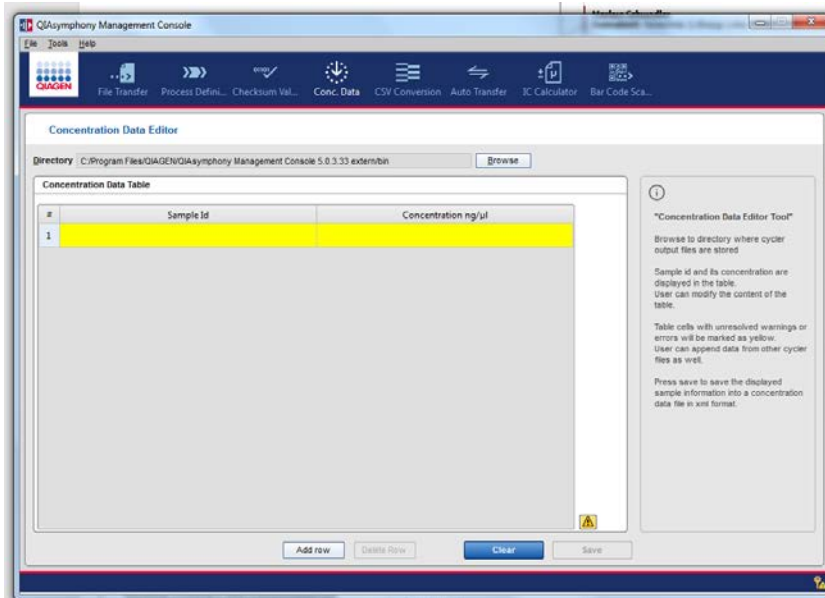 QIAsymphony Management Console
File Tools Help
QIAGEN
File Transfer Process Defini... Checksum Val... Conc. Data CSV Conversion Auto Transfer IC Calculator Bar Code Sca...
Concentration Data Editor
Directory C:/Program Files/QIAGEN/QIAsymphony Management Console 5.0.3.33 extern/bin Browse
Concentration Data Table
# Sample Id Concentration ng/µl
1
"Concentration Data Editor Tool"
Browse to directory where cycler
output files are stored
Sample id and its concentration are
displayed in the table.
User can modify the content of the
table.
Table cells with unresolved warnings or
errors will be marked as yellow.
User can append data from other cycler
files as well.
Press save to save the displayed
sample information into a concentration
data file in xml format.
Add row Delete Row Clear Save